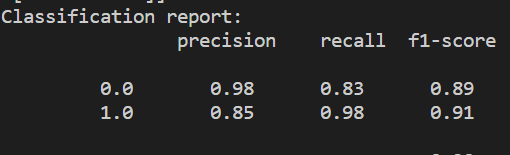 Classification report:
precision recall f1-score
0.0 0.98 0.83 0.89
1.0 0.85 0.98 0.91